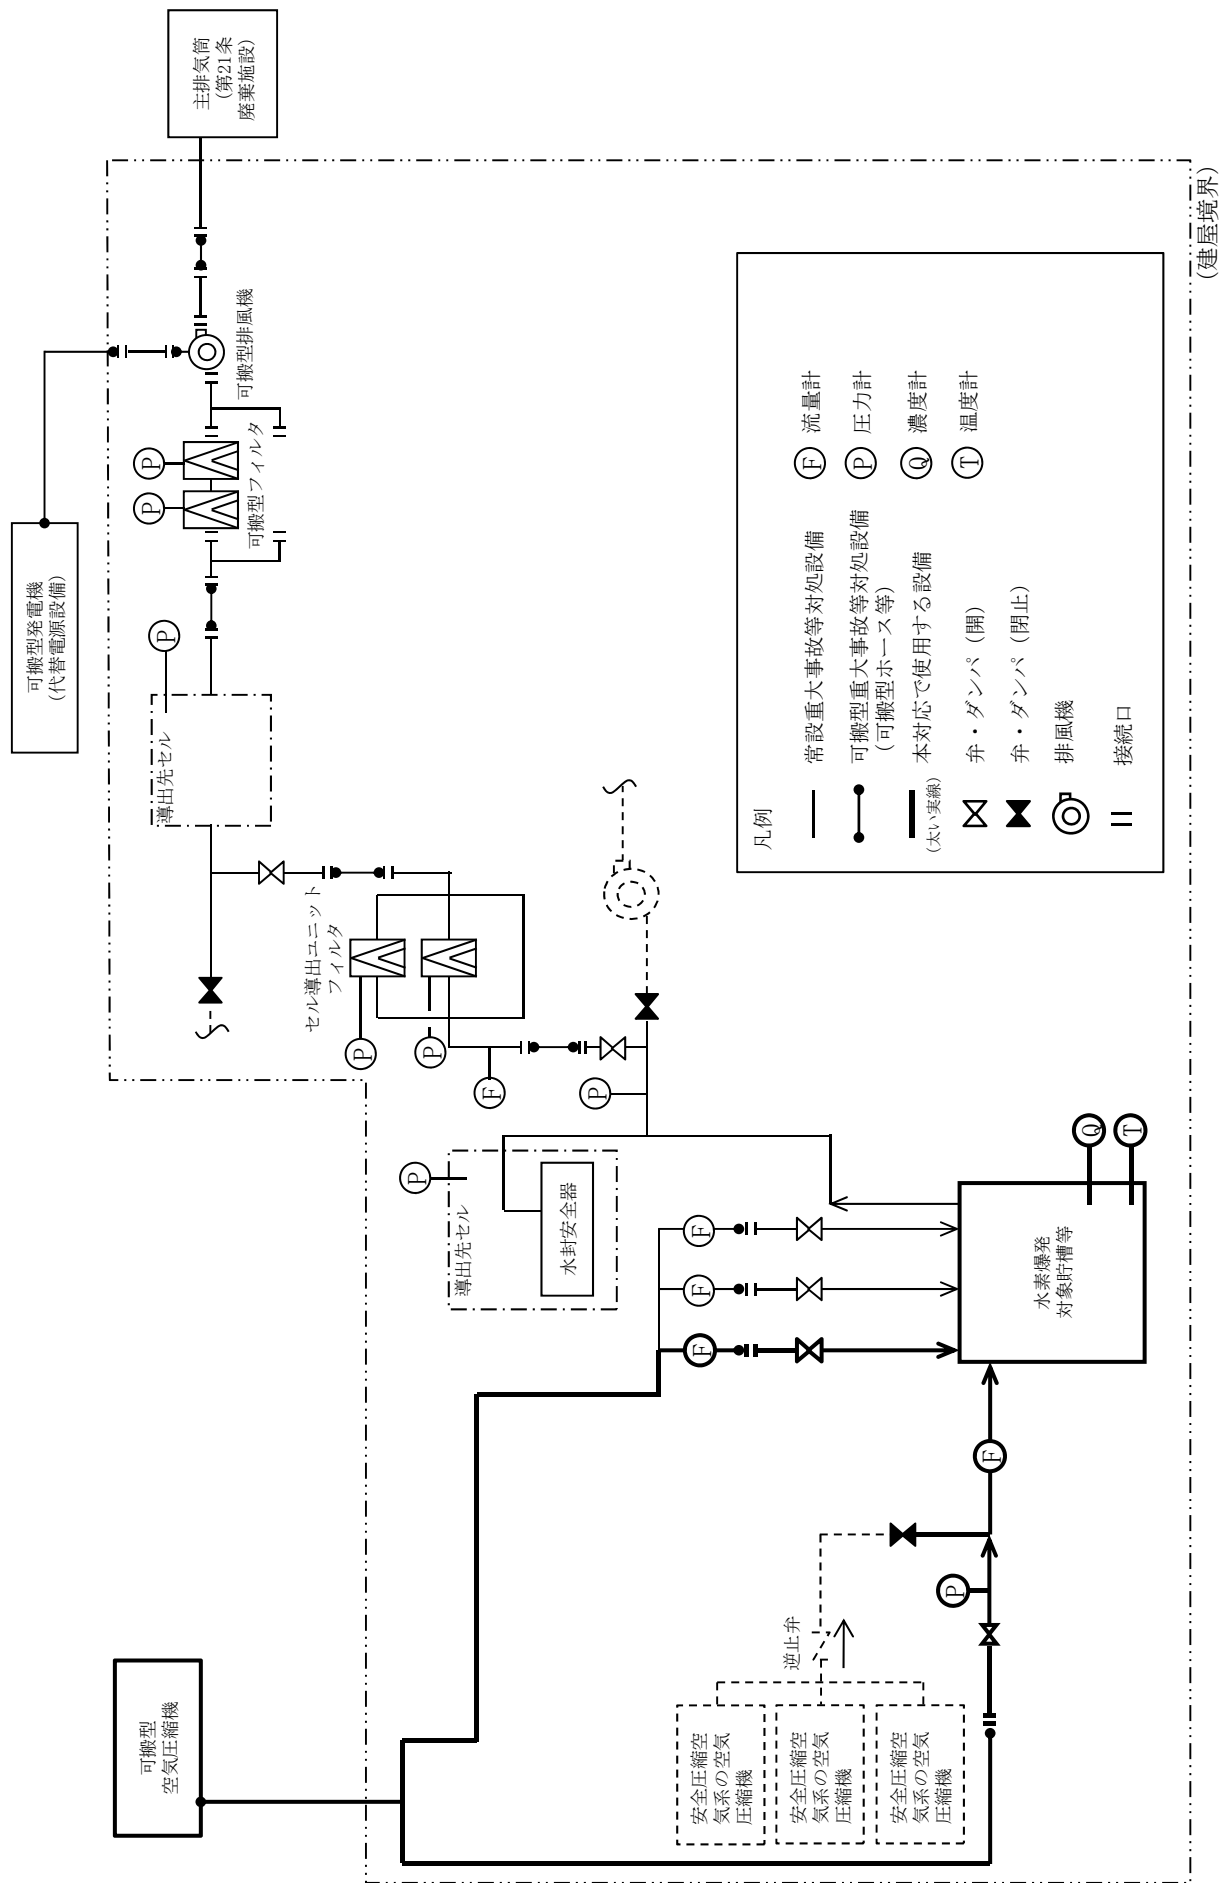 主排気筒
(第21条
廃棄施設)
(建屋境界)
可搬型排風機
可搬型フィルタ
P
P
可搬型発電機
(代替電源設備)
P
導出先セル
セル導出ユニット
フィルタ
P
P
F
P
導出先セル
P
水封安全器
F
F
F
水素爆発
対象貯槽等
Q
T
F
P
逆止弁
安全圧縮空
気系の空気
圧縮機
安全圧縮空
気系の空気
圧縮機
安全圧縮空
気系の空気
圧縮機
可搬型
空気圧縮機
凡例
常設重大事故等対処設備
可搬型重大事故等対処設備
(可搬型ホース等)
(太い実線)
本対応で使用する設備
弁・ダンパ (開)
弁・ダンパ (閉止)
排風機
接続口
F 流量計
P 圧力計
Q 濃度計
T 温度計